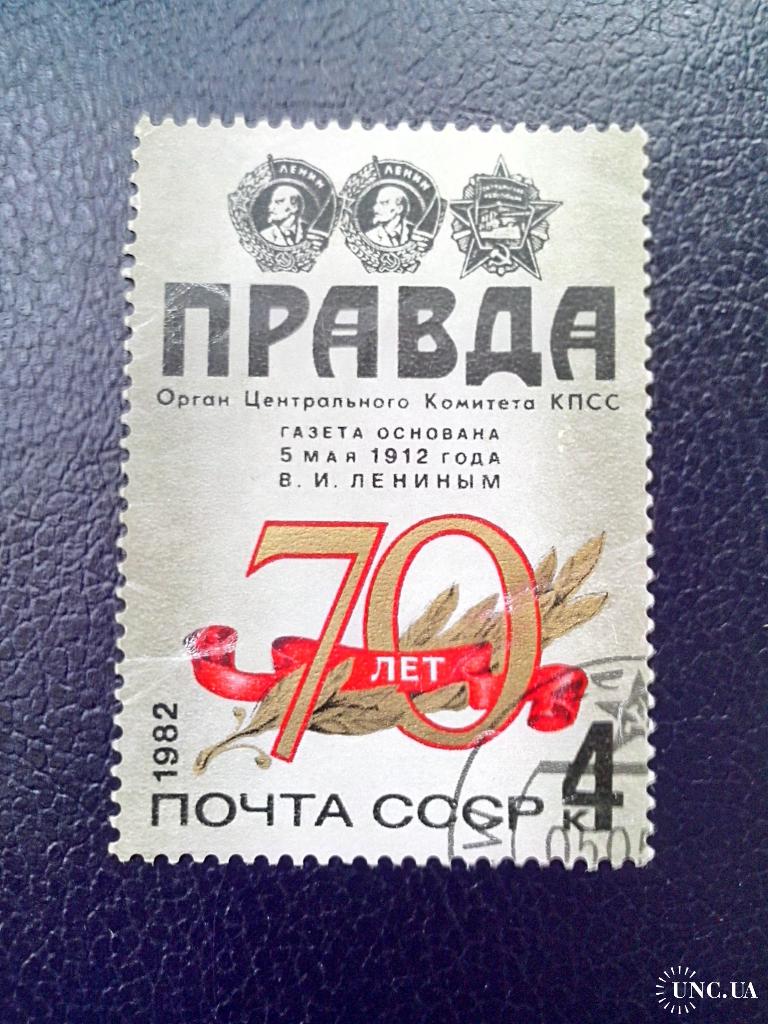 ЛЕНИН ЛЕНИН
ПРАВДА
Орган Центрального Комитета КПСС
ГАЗЕТА ОСНОВАНА
5 МАЯ 1912 ГОДА
В. И. ЛЕНИНЫМ
70
ЛЕТ
1982
ПОЧТА СССР 4 к
0505
UNC.UA